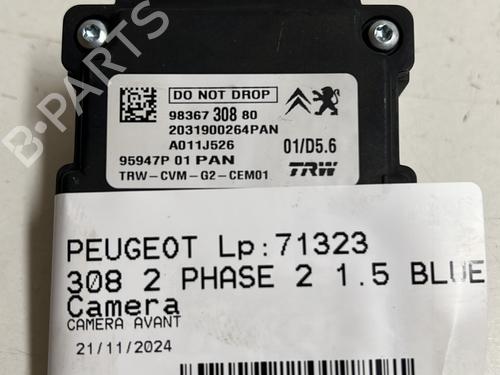 B-PARTS
DO NOT DROP
98367 308 80
2031900264PAN
A011J526
01/D5.6
95947P 01 PAN
TRW-CVM-G2-CEM01
TRW
PEUGEOT Lp:71323
308 2 PHASE 2 1.5 BLUE
Camera
CAMERA AVANT
21/11/2024